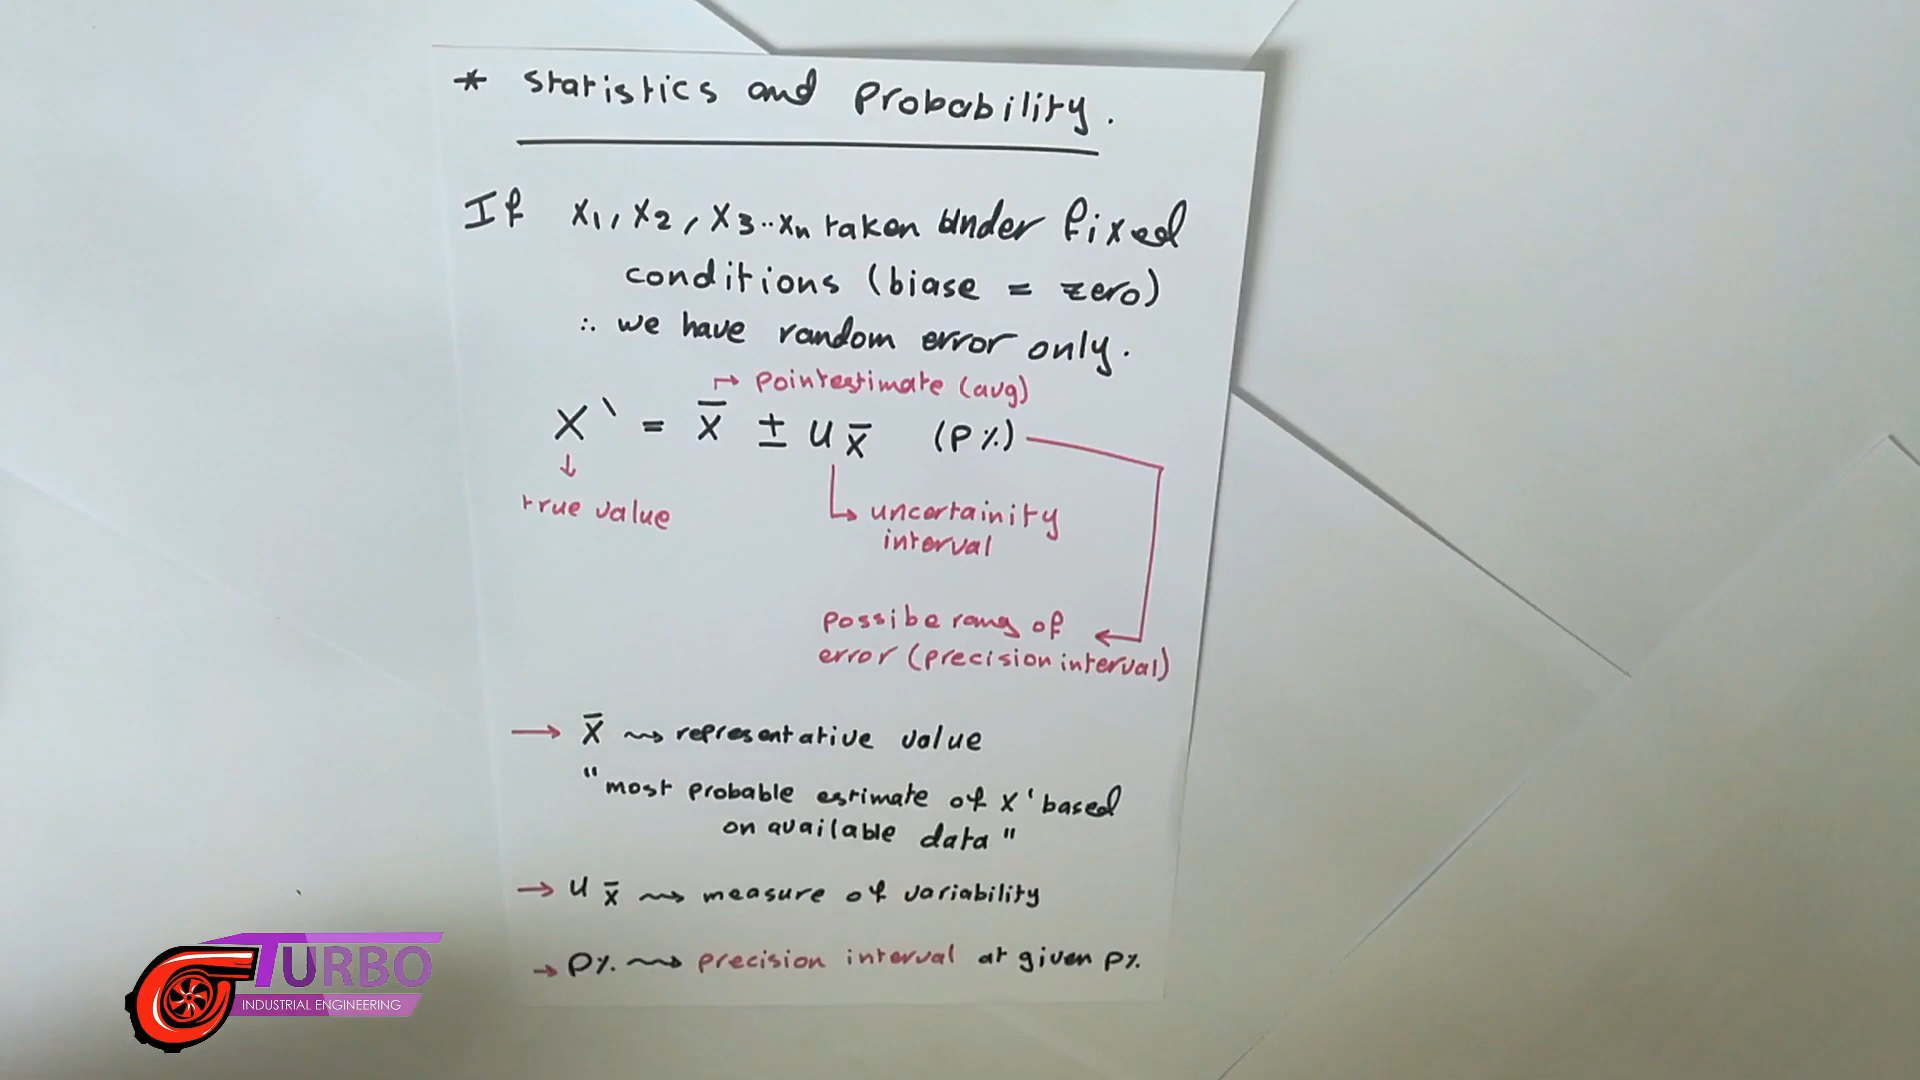 * statistics and probability.
If x1, x2, x3..xn taken under fixed
conditions (biase = zero)
∴ we have random error only.
↱ pointestimate (avg)
X` = x̄ ± u x̄ (P%)
true value
uncertainity
interval
possibe rang of
error (precision interval)
→ x̄ ⇝ representative value
"most probable estimate of x' based
on available data"
→ u x̄ ⇝ measure of variability
→ P% ⇝ precision interval at given P%
TURBO
INDUSTRIAL ENGINEERING